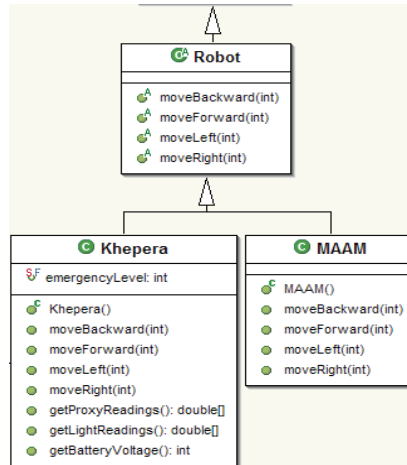 Robot
moveBackward(int)
moveForward(int)
moveLeft(int)
moveRight(int)
Khepera
emergencyLevel: int
Khepera()
moveBackward(int)
moveForward(int)
moveLeft(int)
moveRight(int)
getProxyReadings(): double[]
getLightReadings(): double[]
getBatteryVoltage(): int
MAAM
MAAM()
moveBackward(int)
moveForward(int)
moveLeft(int)
moveRight(int)